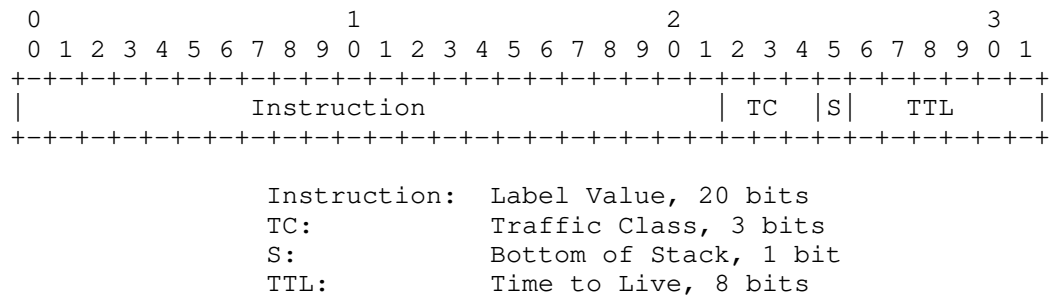 0                   1                   2                   3
 0 1 2 3 4 5 6 7 8 9 0 1 2 3 4 5 6 7 8 9 0 1 2 3 4 5 6 7 8 9 0 1
+-+-+-+-+-+-+-+-+-+-+-+-+-+-+-+-+-+-+-+-+-+-+-+-+-+-+-+-+-+-+-+-+
|              Instruction                  | TC  |S|   TTL     |
+-+-+-+-+-+-+-+-+-+-+-+-+-+-+-+-+-+-+-+-+-+-+-+-+-+-+-+-+-+-+-+-+
                Instruction:  Label Value, 20 bits
                TC:           Traffic Class, 3 bits
                S:            Bottom of Stack, 1 bit
                TTL:          Time to Live, 8 bits